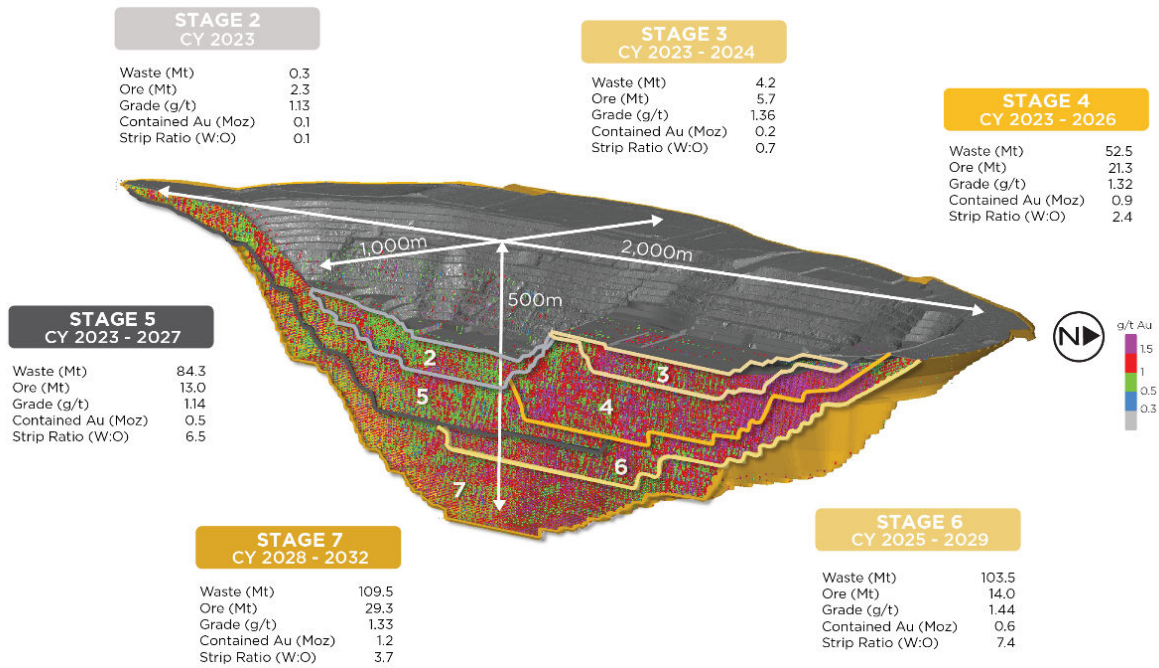 STAGE 2
CY 2023
Waste (Mt) 0.3
Ore (Mt) 2.3
Grade (g/t) 1.13
Contained Au (Moz) 0.1
Strip Ratio (W:O) 0.1
STAGE 3
CY 2023 - 2024
Waste (Mt) 4.2
Ore (Mt) 5.7
Grade (g/t) 1.36
Contained Au (Moz) 0.2
Strip Ratio (W:O) 0.7
STAGE 4
CY 2023 - 2026
Waste (Mt) 52.5
Ore (Mt) 21.3
Grade (g/t) 1.32
Contained Au (Moz) 0.9
Strip Ratio (W:O) 2.4
1,000m
2,000m
500m
STAGE 5
CY 2023 - 2027
Waste (Mt) 84.3
Ore (Mt) 13.0
Grade (g/t) 1.14
Contained Au (Moz) 0.5
Strip Ratio (W:O) 6.5
2
3
5
4
6
7
N
g/t Au
1.5
1
0.5
0.3
STAGE 7
CY 2028 - 2032
Waste (Mt) 109.5
Ore (Mt) 29.3
Grade (g/t) 1.33
Contained Au (Moz) 1.2
Strip Ratio (W:O) 3.7
STAGE 6
CY 2025 - 2029
Waste (Mt) 103.5
Ore (Mt) 14.0
Grade (g/t) 1.44
Contained Au (Moz) 0.6
Strip Ratio (W:O) 7.4